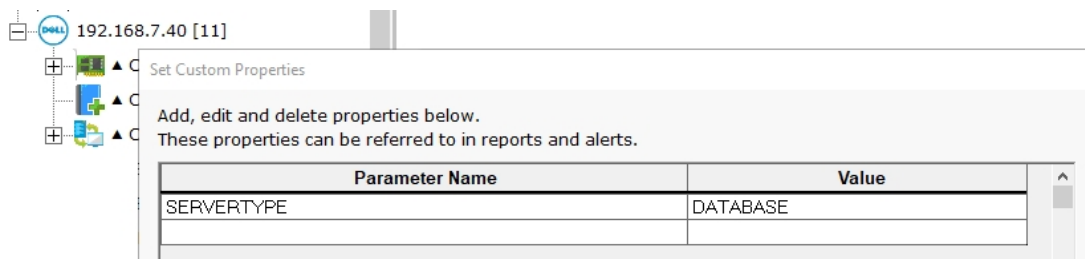 DELL 192.168.7.40 [11]
▲ C
▲ C
▲ C
Set Custom Properties
Add, edit and delete properties below.
These properties can be referred to in reports and alerts.
Parameter Name Value
SERVERTYPE DATABASE